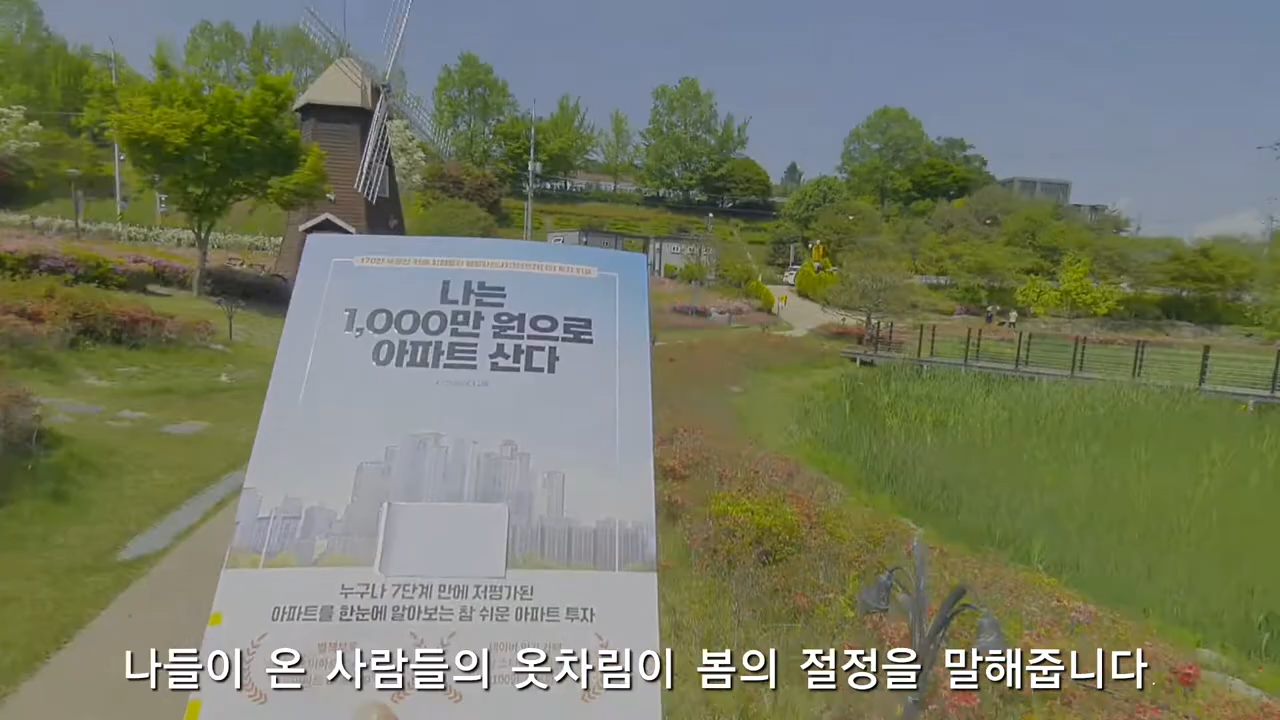 나는
1,000만 원으로
아파트 산다
누구나 7단계 만에 저평가된
아파트를 한눈에 알아보는 참 쉬운 아파트 투자
나들이 온 사람들의 옷차림이 봄의 절정을 말해줍니다.